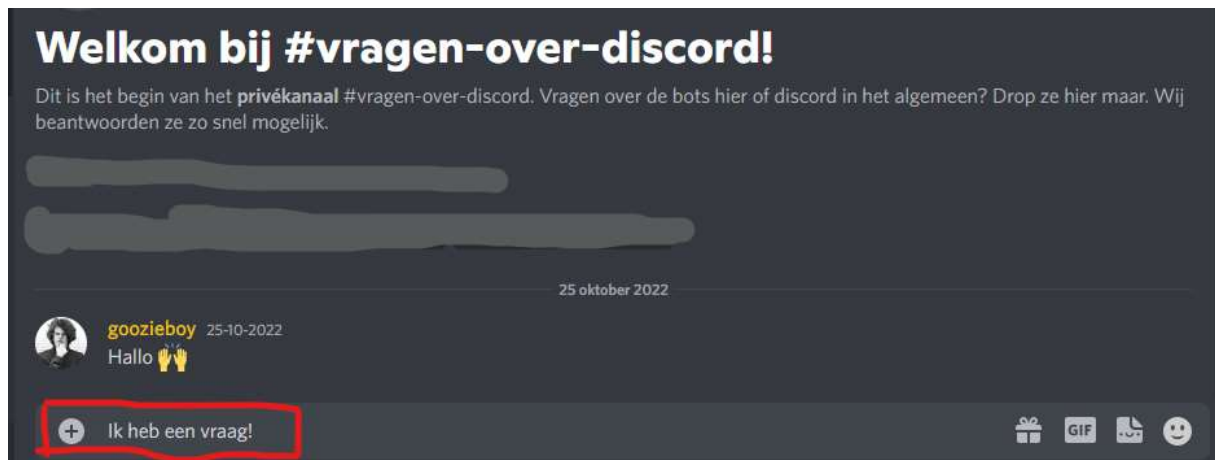 Welkom bij #vragen-over-discord!
Dit is het begin van het privékanaal #vragen-over-discord. Vragen over de bots hier of discord in het algemeen? Drop ze hier maar. Wij
beantwoorden ze zo snel mogelijk.
25 oktober 2022
goozieboy 25-10-2022
Hallo 🙌
Ik heb een vraag!
GIF